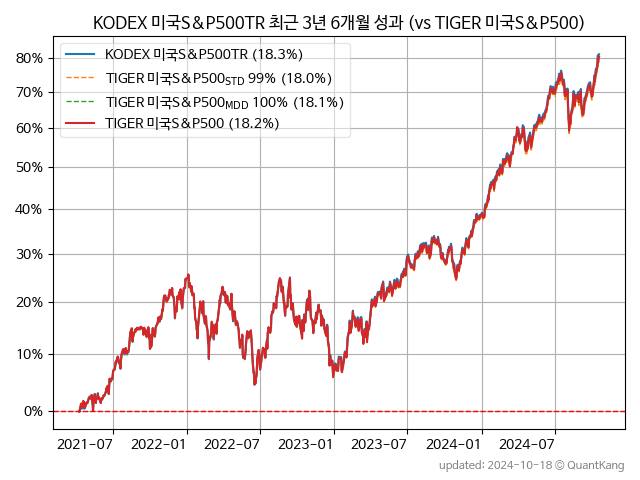 KODEX 미국S&P500TR 최근 3년 6개월 성과 (vs TIGER 미국S&P500)
KODEX 미국S&P500TR (18.3%)
TIGER 미국S&P500STD 99% (18.0%)
TIGER 미국S&P500MDD 100% (18.1%)
TIGER 미국S&P500 (18.2%)
80%
70%
60%
50%
40%
30%
20%
10%
0%
2021-07 2022-01 2022-07 2023-01 2023-07 2024-01 2024-07
updated: 2024-10-18 © QuantKang